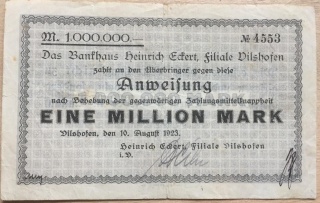 M. 1.000.000.— № 4553
Das Bankhaus Heinrich Eckert, Filiale Vilshofen
zahlt an den Überbringer gegen diese
Anweisung
nach Behebung der gegenwärtigen Zahlungsmittelknappheit
EINE MILLION MARK
Vilshofen, den 10. August 1923.
Heinrich Eckert, Filiale Vilshofen
i.V.